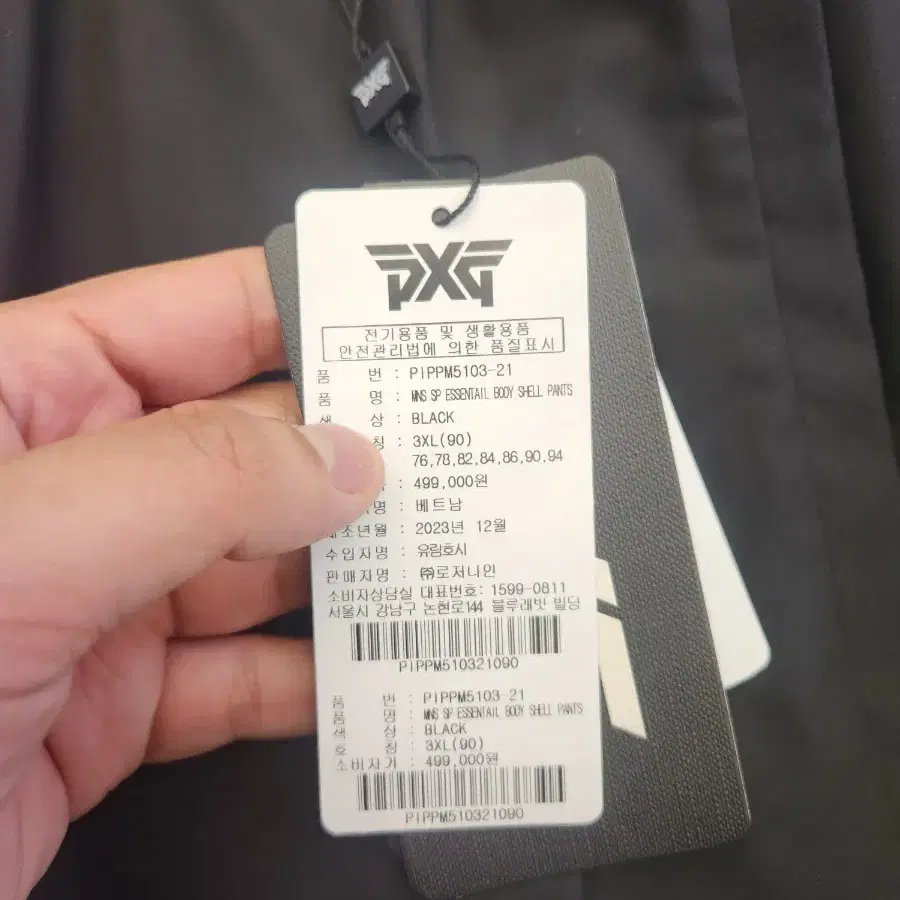 PXG
PXG
전기용품 및 생활용품
안전관리법에 의한 품질표시
품 번 : PIPPM5103-21
품 명 : MNS SP ESSENTAIL BODY SHELL PANTS
색 상 : BLACK
칭 : 3XL(90)
76,78,82,84,86,90,94
: 499,000원
명 : 베트남
제조년월 : 2023년 12월
수입자명 : 유림호시
판매자명 : ㈜로저나인
소비자상담실 대표번호: 1599-0811
서울시 강남구 논현로144 블루래빗 빌딩
PIPPM510321090
품 번 : PIPPM5103-21
품 명 : MNS SP ESSENTAIL BODY SHELL PANTS
색 상 : BLACK
호 칭 : 3XL(90)
소비자가 : 499,000원
PIPPM510321090